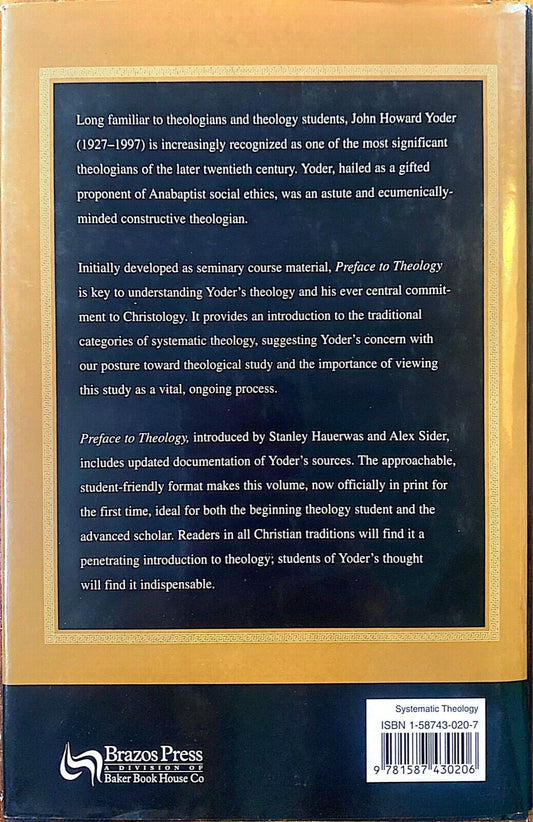 Long familiar to theologians and theology students, John Howard Yoder
(1927–1997) is increasingly recognized as one of the most significant
theologians of the later twentieth century. Yoder, hailed as a gifted
proponent of Anabaptist social ethics, was an astute and ecumenically-
minded constructive theologian.
Initially developed as seminary course material, Preface to Theology
is key to understanding Yoder's theology and his ever central commit-
ment to Christology. It provides an introduction to the traditional
categories of systematic theology, suggesting Yoder's concern with
our posture toward theological study and the importance of viewing
this study as a vital, ongoing process.
Preface to Theology, introduced by Stanley Hauerwas and Alex Sider,
includes updated documentation of Yoder's sources. The approachable,
student-friendly format makes this volume, now officially in print for
the first time, ideal for both the beginning theology student and the
advanced scholar. Readers in all Christian traditions will find it a
penetrating introduction to theology; students of Yoder's thought
will find it indispensable.
Systematic Theology
ISBN 1-58743-020-7
9 781587 430206
Brazos Press
A DIVISION OF
Baker Book House Co